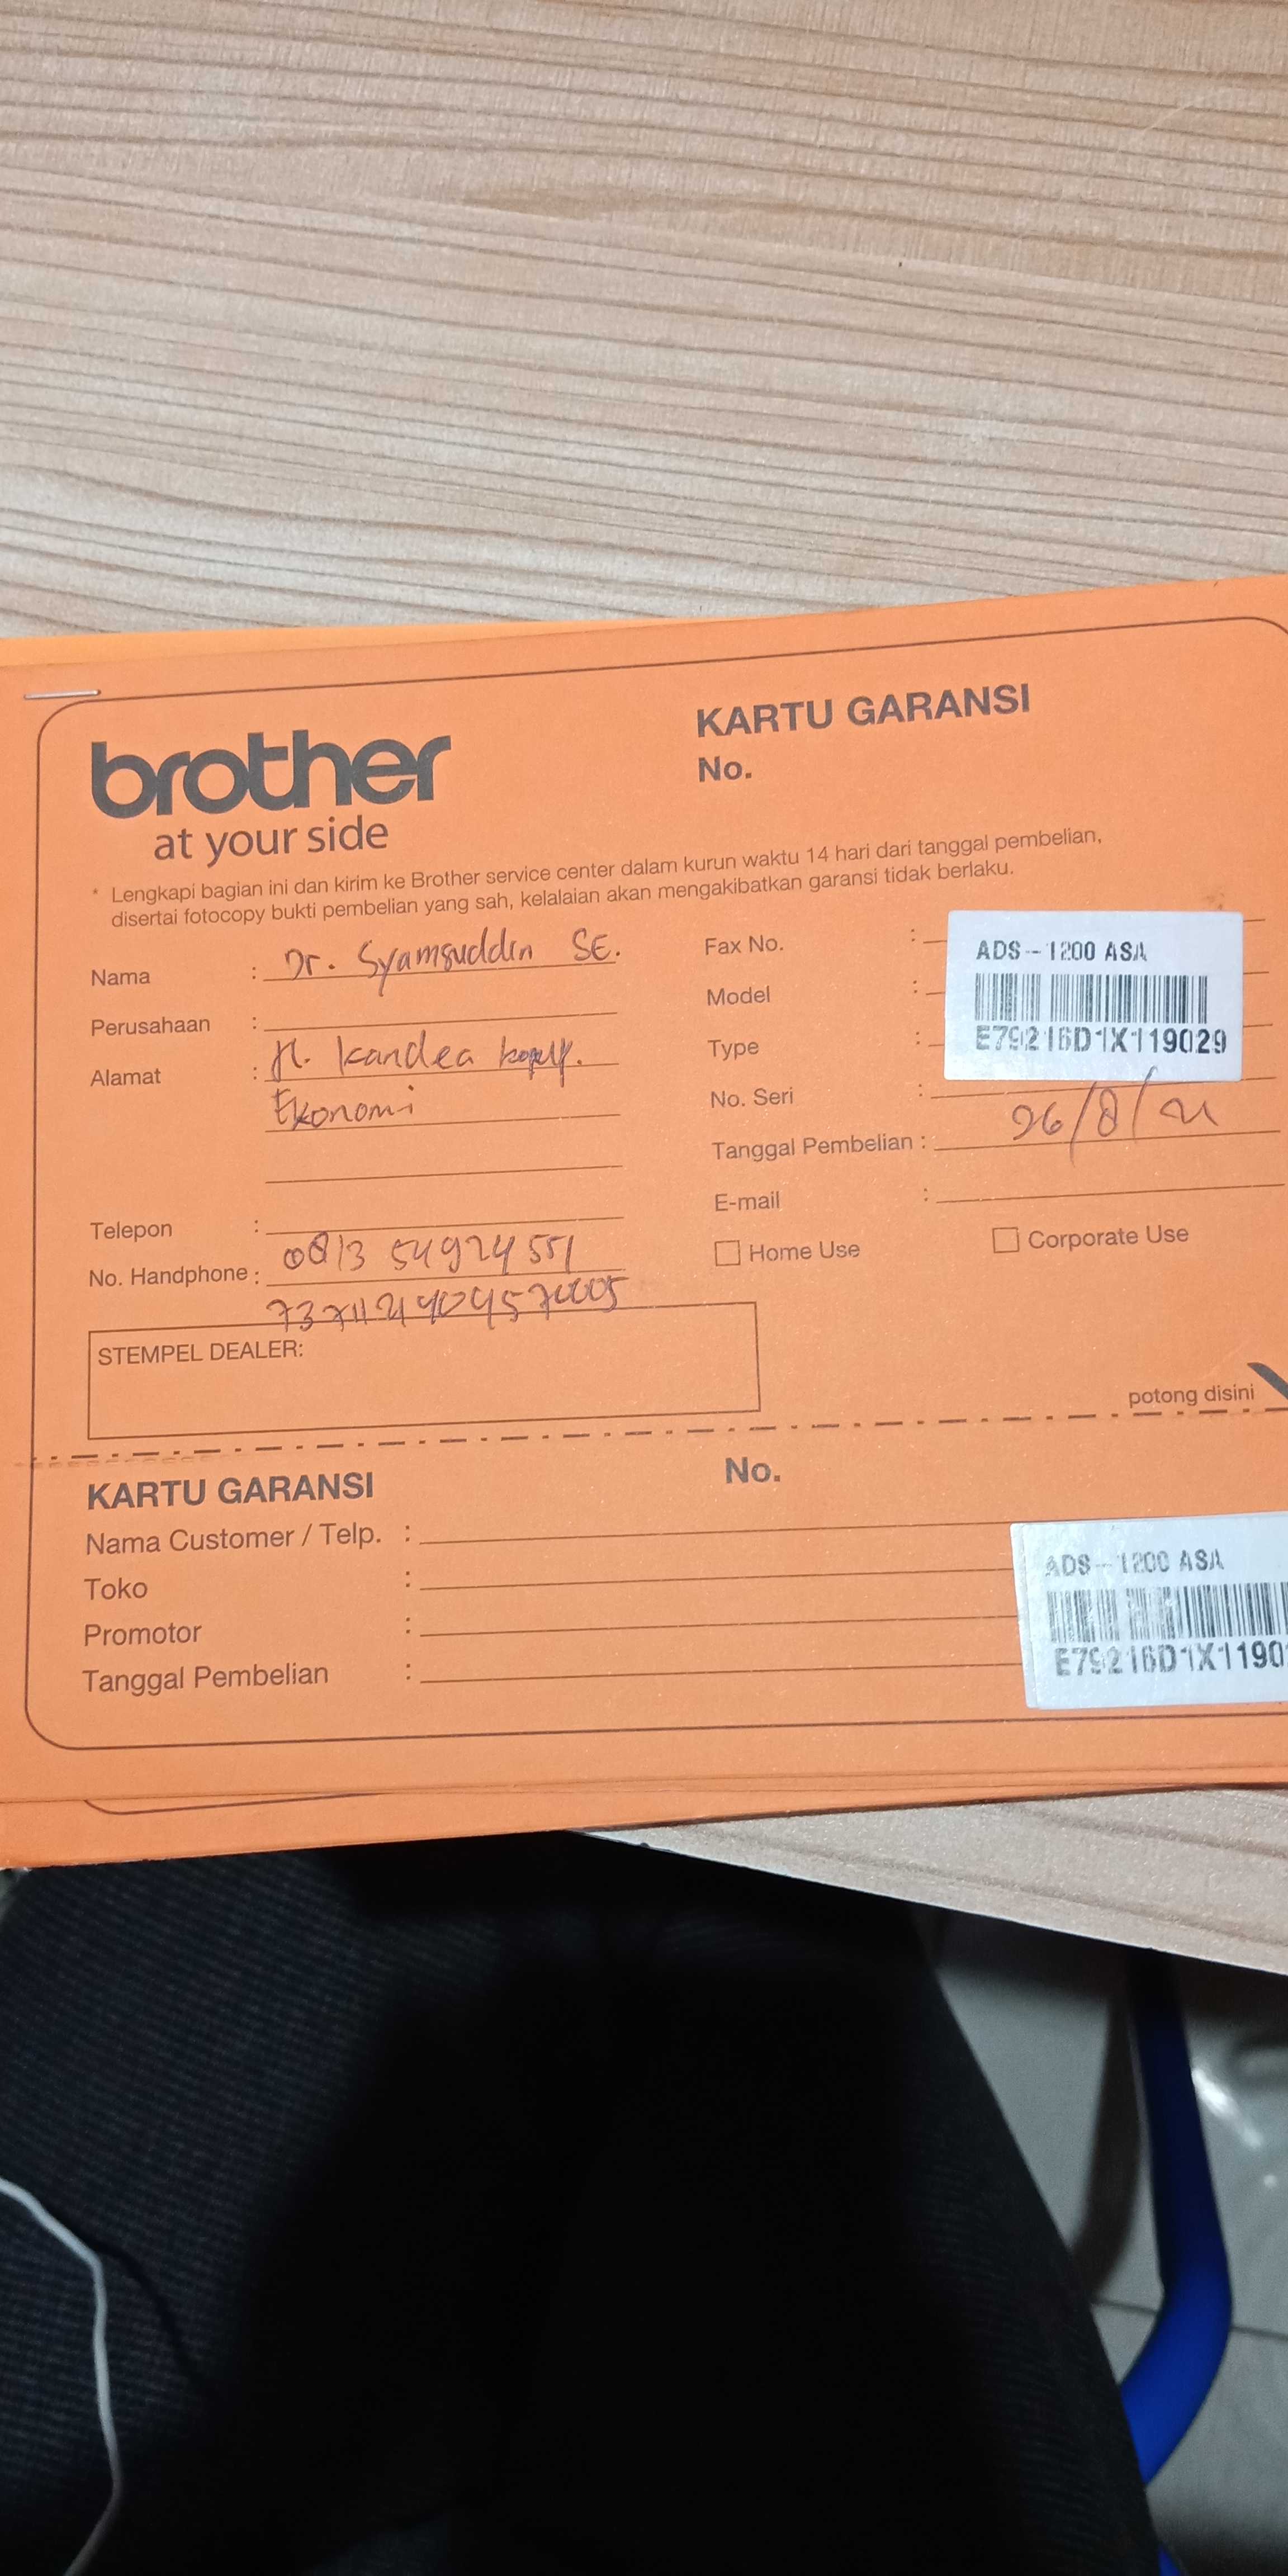 brother
at your side
KARTU GARANSI
No.
* Lengkapi bagian ini dan kirim ke Brother service center dalam kurun waktu 14 hari dari tanggal pembelian,
disertai fotocopy bukti pembelian yang sah, kelalaian akan mengakibatkan garansi tidak berlaku.
Nama : Dr. Syamsuddin SE.
Perusahaan :
Alamat : Jl. Kandea
Ekonomi
Telepon :
No. Handphone : 0813 54924551
STEMPEL DEALER:
Fax No. :
Model :
Type :
No. Seri :
ADS-1200 ASA
E79216D1X119029
Tanggal Pembelian : 26/8/21
E-mail :
Home Use
Corporate Use
potong disini
KARTU GARANSI
No.
Nama Customer / Telp. :
Toko :
Promotor :
Tanggal Pembelian :
ADS-1200 ASA
E79216D1X1190